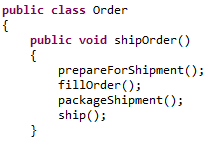 public class Order
{
    public void shipOrder()
    {
        prepareForShipment();
        fillOrder();
        packageShipment();
        ship();
    }